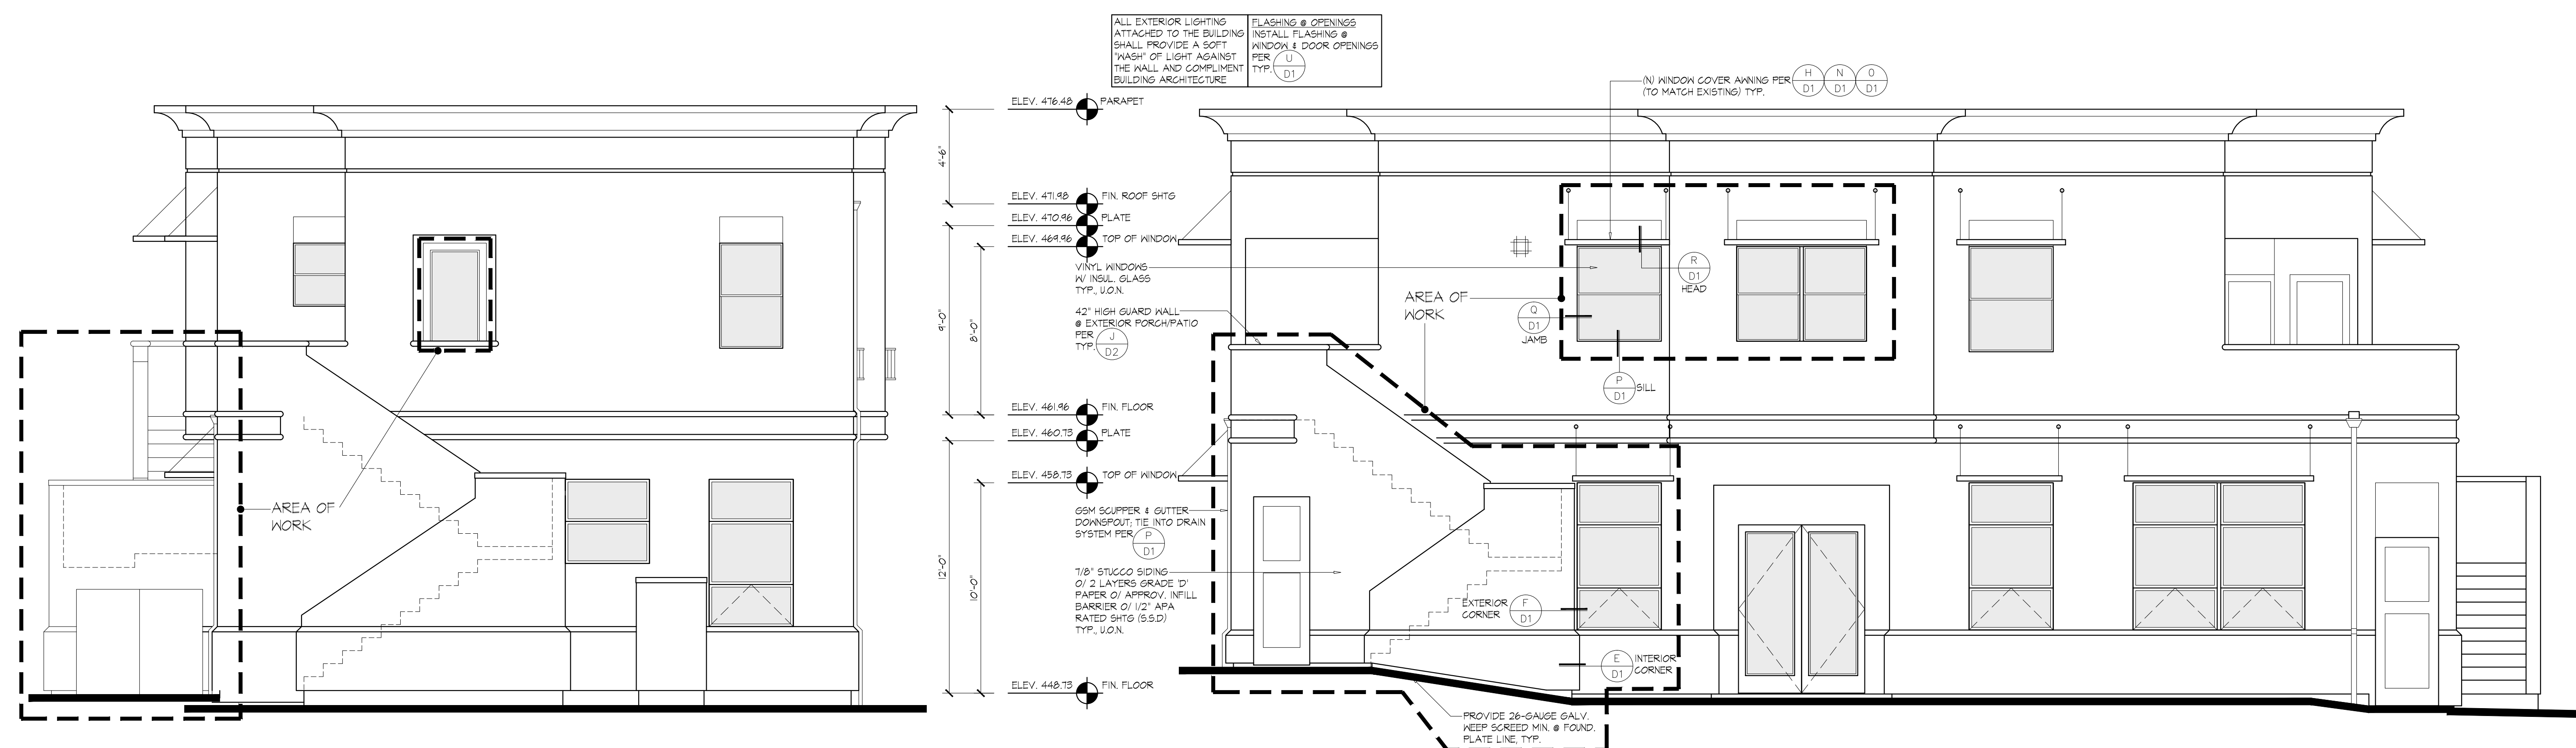 ALL EXTERIOR LIGHTING
ATTACHED TO THE BUILDING
SHALL PROVIDE A SOFT
"WASH" OF LIGHT AGAINST
THE WALL AND COMPLIMENT
BUILDING ARCHITECTURE
FLASHING @ OPENINGS
INSTALL FLASHING @
WINDOW & DOOR OPENINGS
PER
TYP.
U
D1
(N) WINDOW COVER AWNING PER
(TO MATCH EXISTING) TYP.
H
D1
N
D1
O
D1
ELEV. 476.48 PARAPET
4'-6"
ELEV. 471.98 FIN. ROOF SHTG
ELEV. 470.96 PLATE
ELEV. 469.96 TOP OF WINDOW
9'-0"
8'-0"
VINYL WINDOWS
W/ INSUL. GLASS
TYP., U.O.N.
42" HIGH GUARD WALL
@ EXTERIOR PORCH/PATIO
PER
TYP.
J
D2
ELEV. 461.96 FIN. FLOOR
ELEV. 460.73 PLATE
ELEV. 458.73 TOP OF WINDOW
12'-0"
10'-0"
GSM SCUPPER & GUTTER
DOWNSPOUT; TIE INTO DRAIN
SYSTEM PER
P
D1
7/8" STUCCO SIDING
O/ 2 LAYERS GRADE 'D'
PAPER O/ APPROV. INFILL
BARRIER O/ 1/2" APA
RATED SHTG (S.S.D)
TYP., U.O.N.
ELEV. 448.73 FIN. FLOOR
AREA OF
WORK
AREA OF
WORK
R
D1
HEAD
Q
D1
JAMB
P
D1
SILL
EXTERIOR
CORNER
F
D1
E
D1
INTERIOR
CORNER
PROVIDE 26-GAUGE GALV.
WEEP SCREED MIN. @ FOUND.
PLATE LINE, TYP.